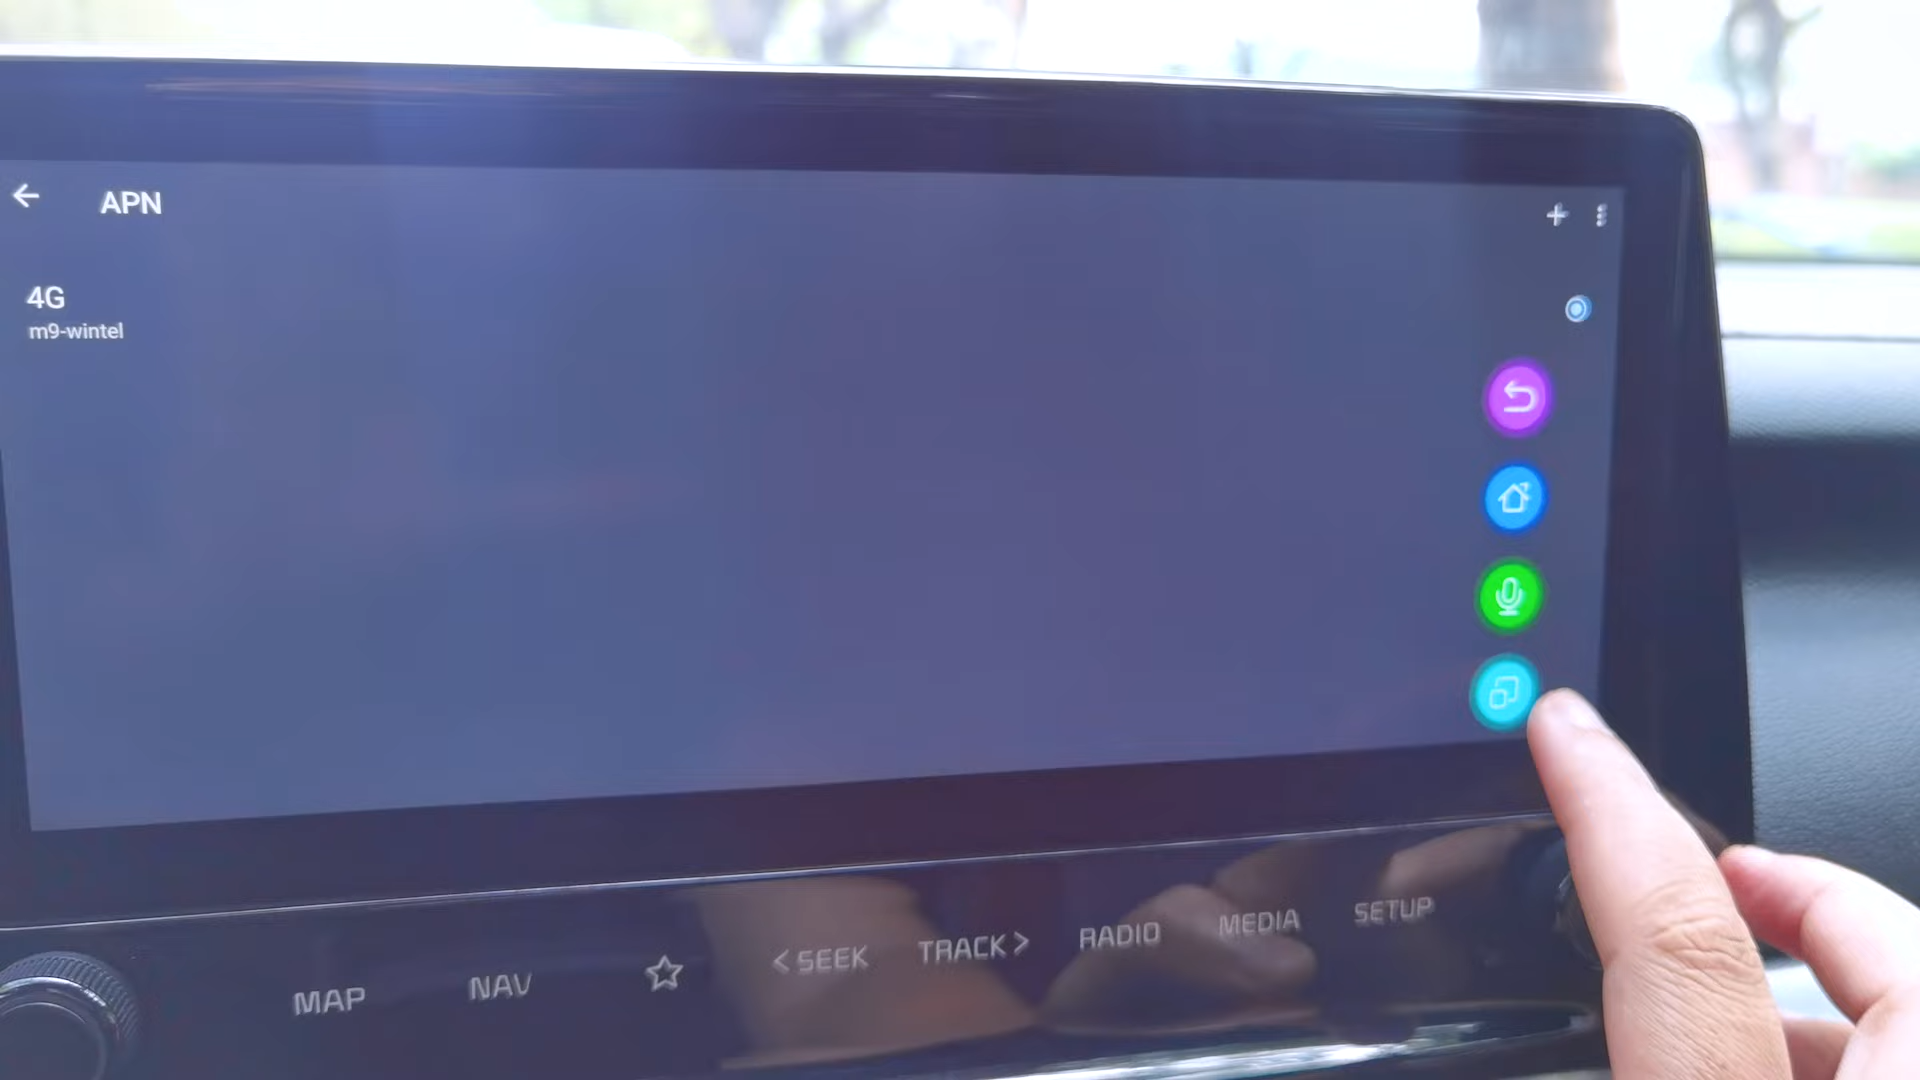 APN
4G
m9-wintel
MAP
NAV
< SEEK
TRACK >
RADIO
MEDIA
SETUP